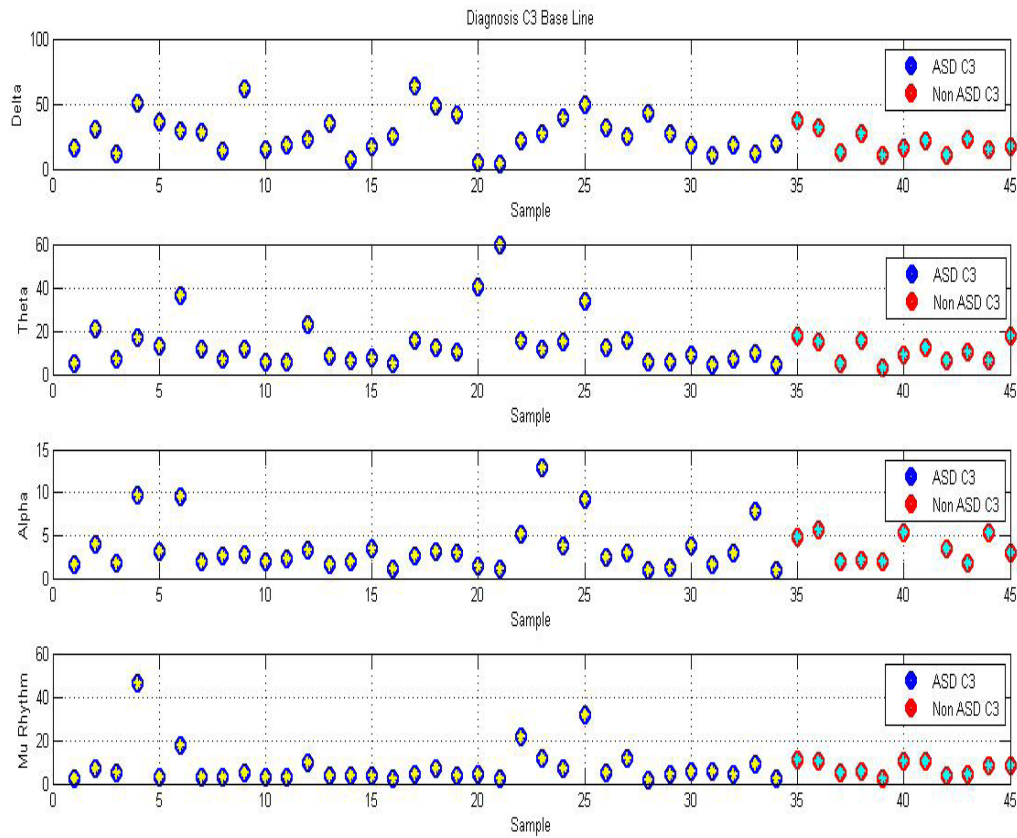 Diagnosis C3 Base Line
100
50
0
Delta
ASD C3
Non ASD C3
0 5 10 15 20 25 30 35 40 45
Sample
60
40
20
0
Theta
ASD C3
Non ASD C3
0 5 10 15 20 25 30 35 40 45
Sample
15
10
5
0
Alpha
ASD C3
Non ASD C3
0 5 10 15 20 25 30 35 40 45
Sample
60
40
20
0
Mu Rhythm
ASD C3
Non ASD C3
0 5 10 15 20 25 30 35 40 45
Sample